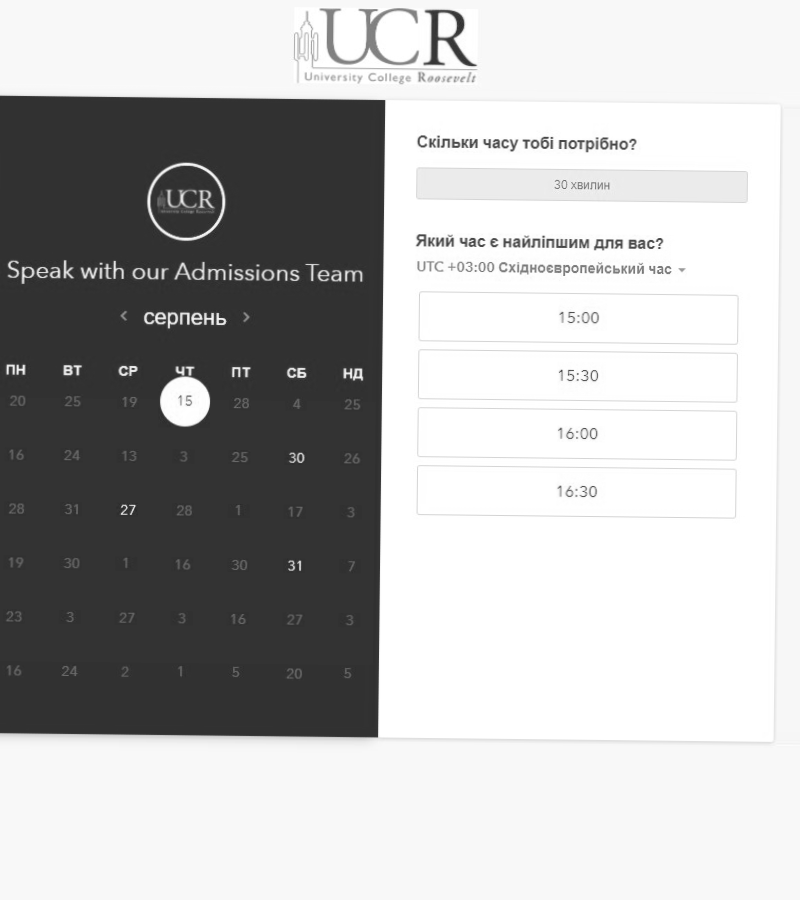 UCR
University College Roosevelt
UCR
Speak with our Admissions Team
серпень
ПН ВТ СР ЧТ ПТ СБ НД
20 25 19 15 28 4 25
16 24 13 3 25 30 26
28 31 27 28 1 17 3
19 30 1 16 30 31 7
23 3 27 3 16 27 3
16 24 2 1 5 20 5
Скільки часу тобі потрібно?
30 хвилин
Який час є найліпшим для вас?
UTC +03:00 Східноєвропейський час
15:00
15:30
16:00
16:30